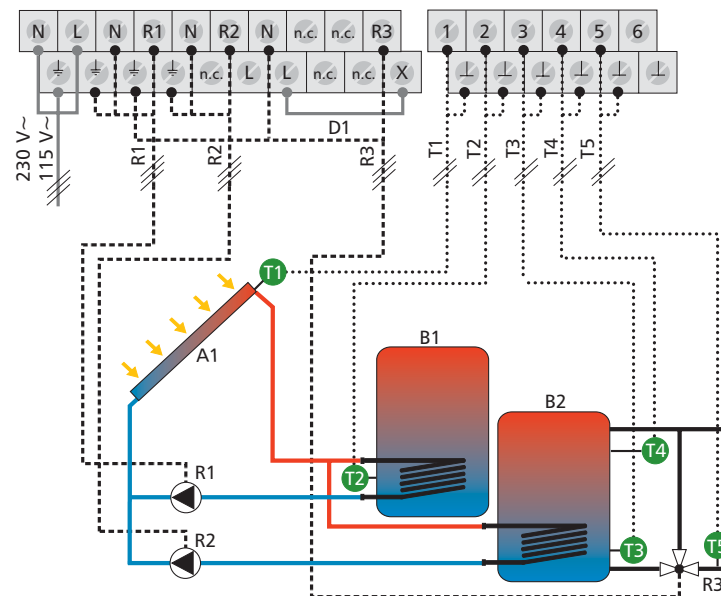 N L N R1 N R2 N n.c. n.c. R3
1 2 3 4 5 6
n.c. L L n.c. n.c. X
D1
230 V~
115 V~
R1
R2
R3
T1
T2
T3
T4
T5
T1
A1
B1
B2
T4
T2
R1
R2
T3
T5
R3